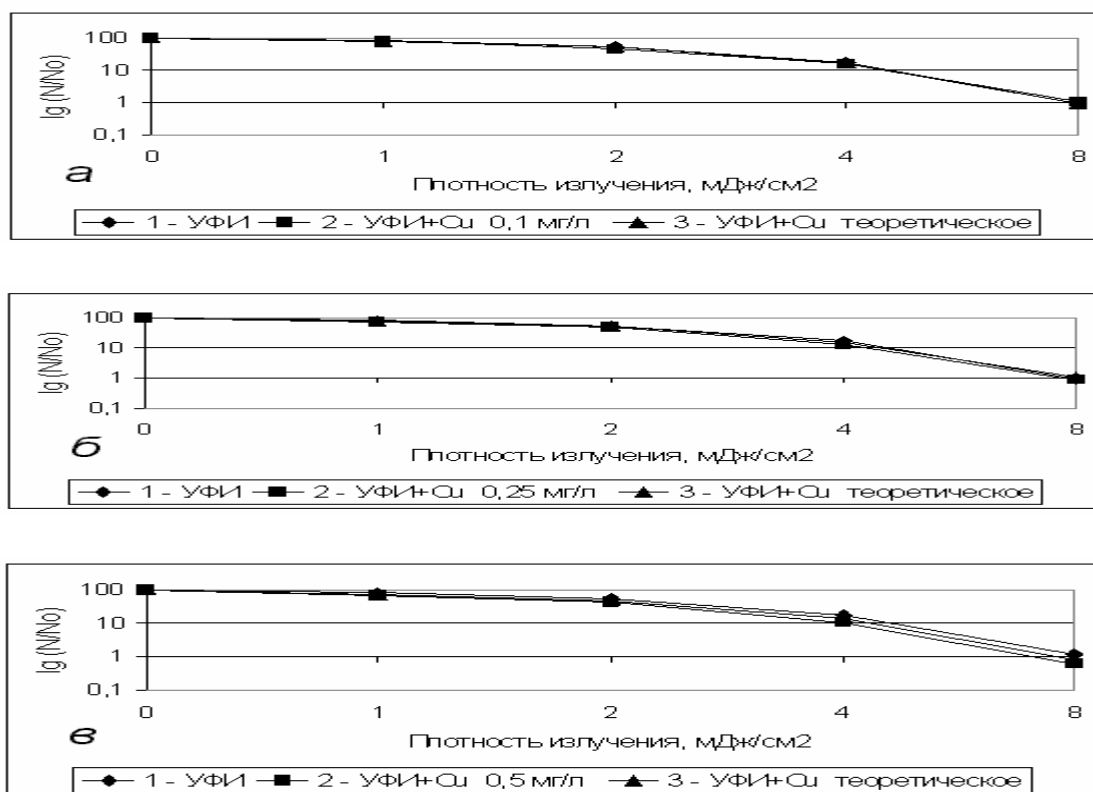 lg (N/No)
100
10
1
0,1
0 1 2 4 8
а
Плотность излучения, мДж/см2
1 - УФИ 2 - УФИ+Cu 0,1 мг/л 3 - УФИ+Cu теоретическое
lg (N/No)
100
10
1
0,1
0 1 2 4 8
б
Плотность излучения, мДж/см2
1 - УФИ 2 - УФИ+Cu 0,25 мг/л 3 - УФИ+Cu теоретическое
lg (N/No)
100
10
1
0,1
0 1 2 4 8
в
Плотность излучения, мДж/см2
1 - УФИ 2 - УФИ+Cu 0,5 мг/л 3 - УФИ+Cu теоретическое